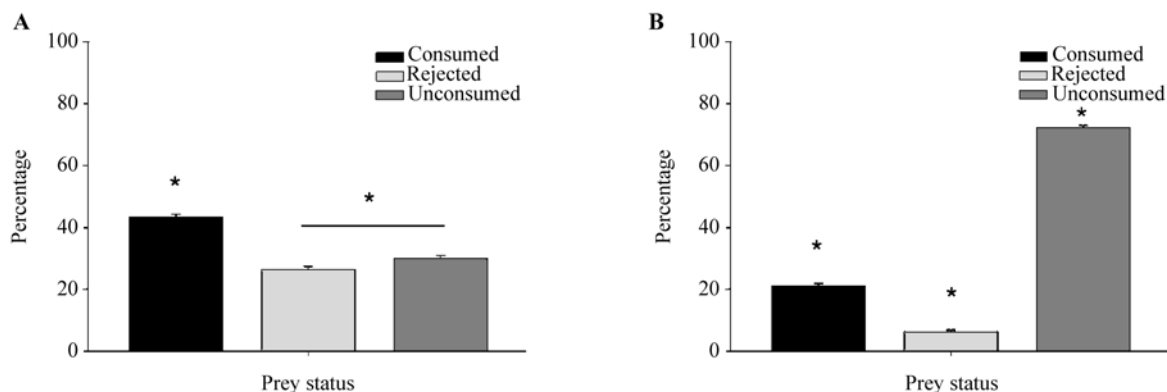 A
100
80
60
40
20
0
Percentage
Consumed
Rejected
Unconsumed
*
*
Prey status
B
100
80
60
40
20
0
Percentage
Consumed
Rejected
Unconsumed
*
*
*
Prey status